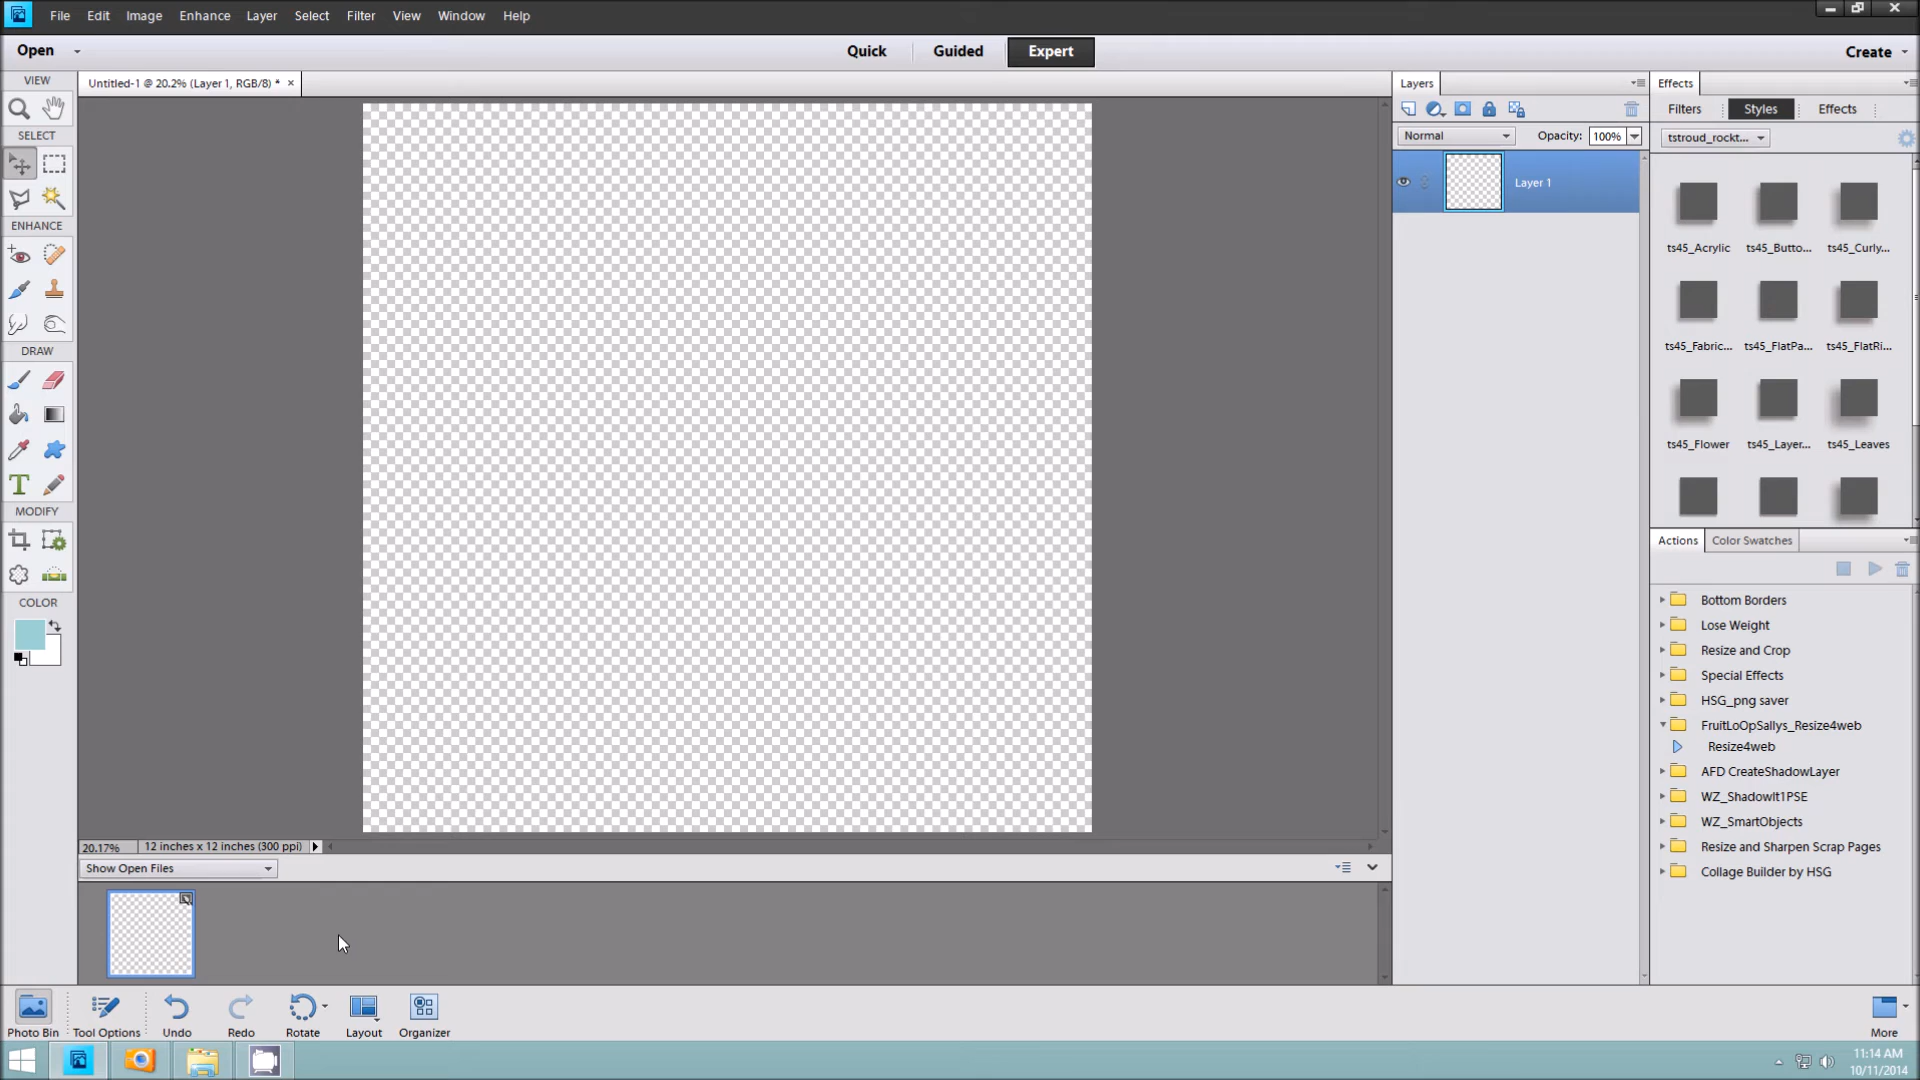 File Edit Image Enhance Layer Select Filter View Window Help
Open Quick Guided Expert Create
VIEW
Untitled-1 @ 20.2% (Layer 1, RGB/8) * ×
Layers
Effects
Filters Styles Effects
SELECT
Normal Opacity: 100%
tstroud_rockt...
Layer 1
ENHANCE
ts45_Acrylic ts45_Butto... ts45_Curly...
ts45_Fabric... ts45_FlatPa... ts45_FlatRi...
DRAW
ts45_Flower ts45_Layer... ts45_Leaves
T
MODIFY
Actions Color Swatches
COLOR
Bottom Borders
Lose Weight
Resize and Crop
Special Effects
HSG_png saver
FruitLoOpSallys_Resize4web
Resize4web
AFD CreateShadowLayer
WZ_ShadowIt1PSE
WZ_SmartObjects
Resize and Sharpen Scrap Pages
Collage Builder by HSG
20.17% 12 inches x 12 inches (300 ppi)
Show Open Files
Photo Bin Tool Options Undo Redo Rotate Layout Organizer More
11:14 AM
10/11/2014